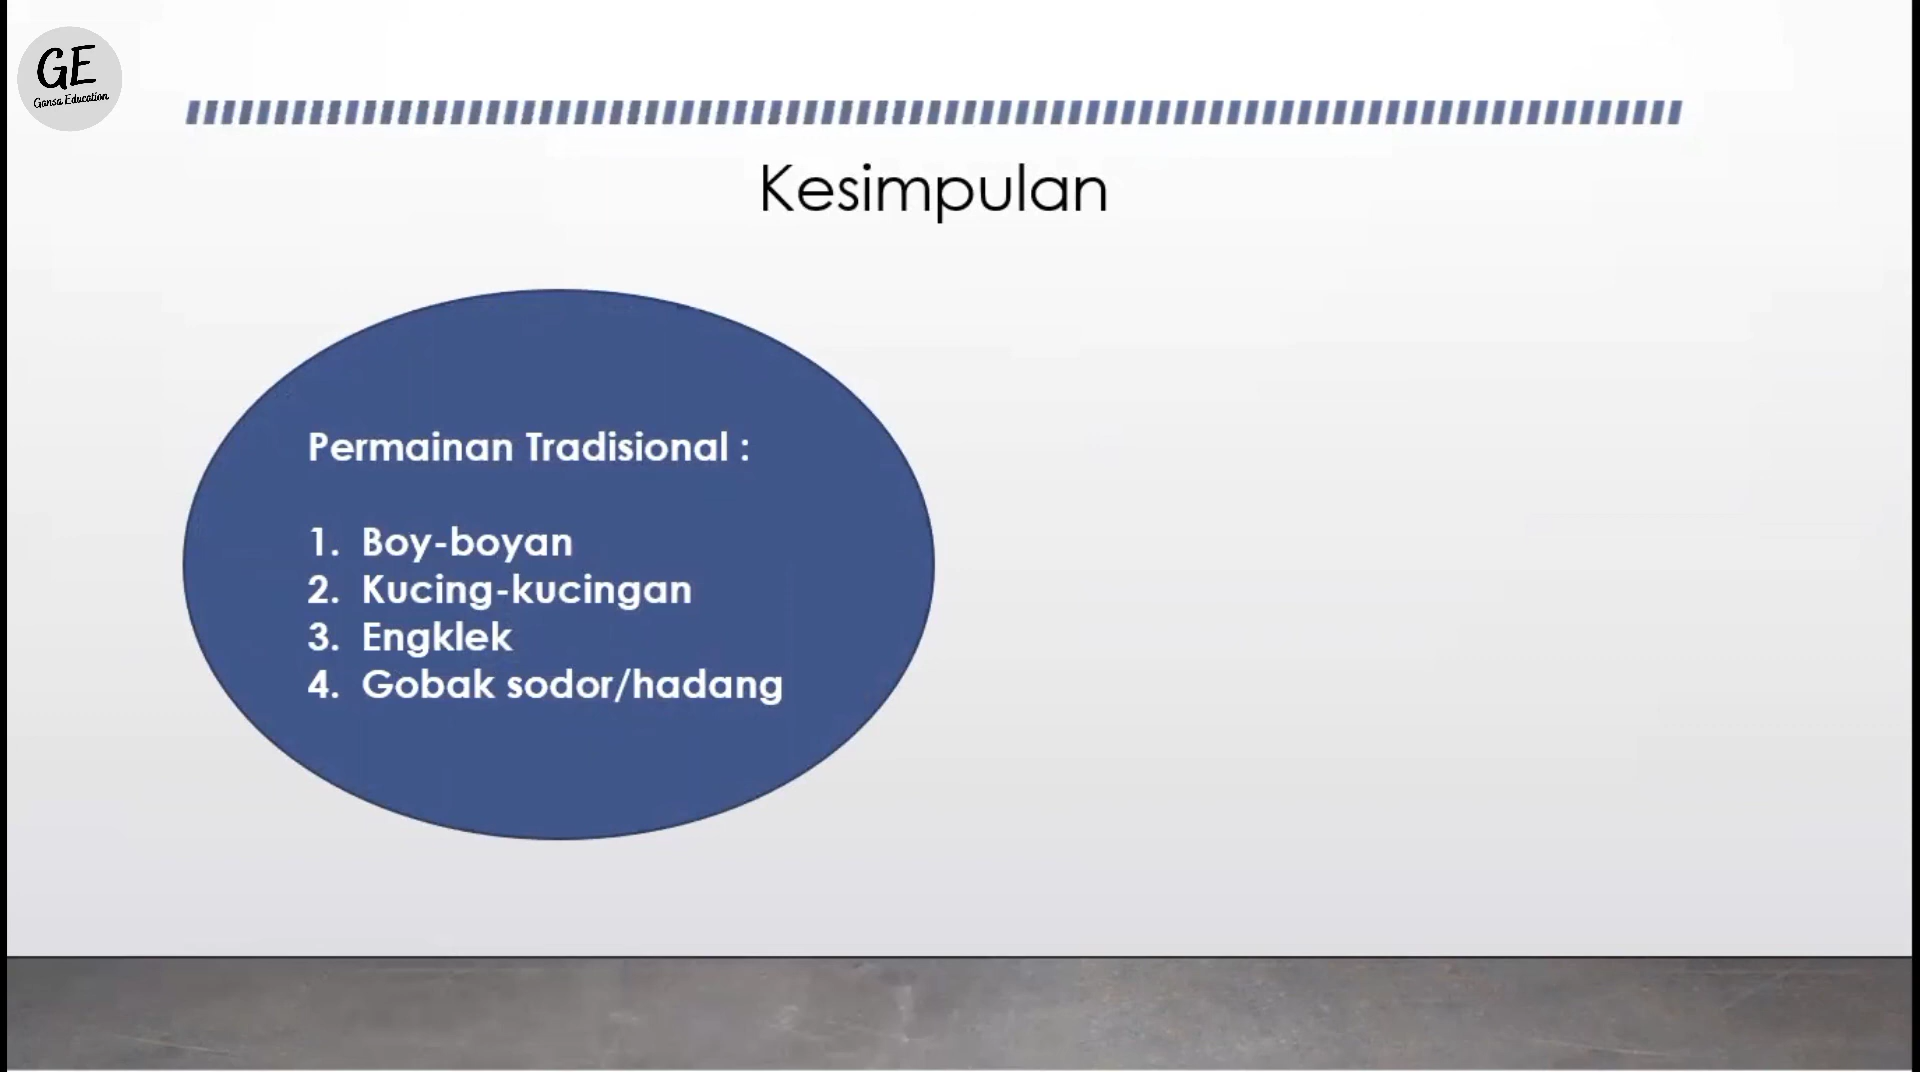 GE
Gansa Education
Kesimpulan
Permainan Tradisional :
1. Boy-boyan
2. Kucing-kucingan
3. Engklek
4. Gobak sodor/hadang